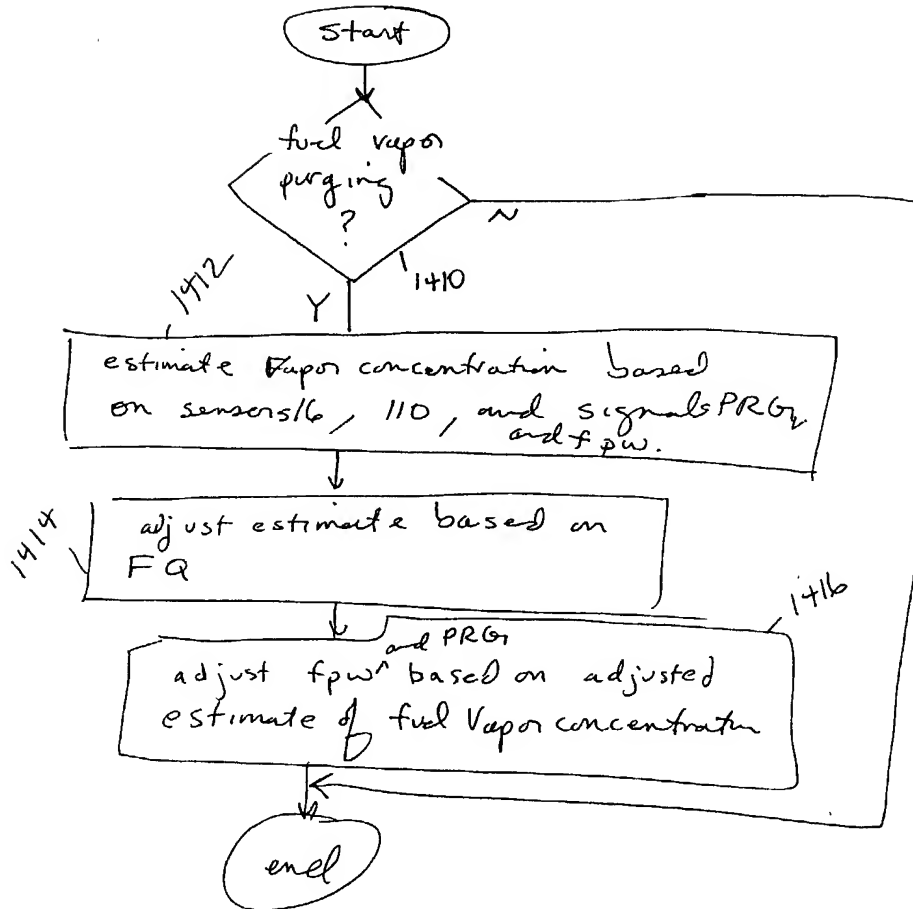 start
fuel vapor
purging
?
N
1410
Y
1412
estimate vapor concentration based
on sensors 16, 110, and signals PRG,
and fpw.
1414
adjust estimate based on
FQ
1416
and PRG
adjust fpw ^ based on adjusted
estimate of fuel vapor concentration
end